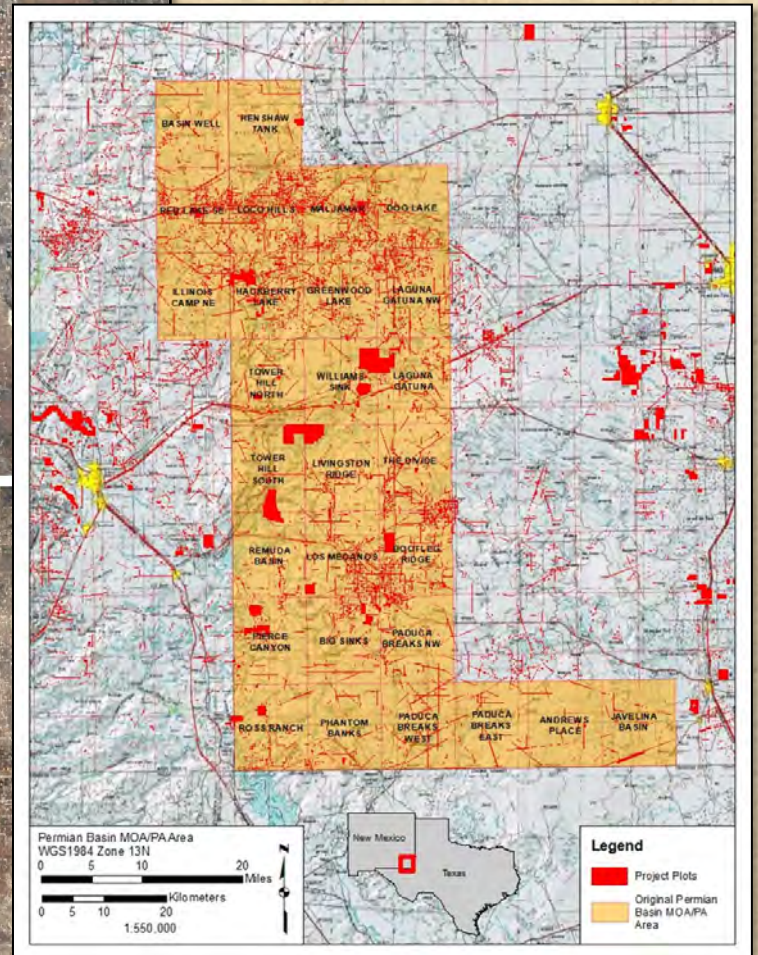 BASIN WELL
RENSHAW
TANK
RED LAKE SE
LOCO HILLS
MALJAMAR
DOG LAKE
ILLINOIS
CAMP NE
HACKBERRY
LAKE
GREENWOOD
LAKE
LAGUNA
GATUNA NW
TOWER
HILL
NORTH
WILLIAMS
SINK
LAGUNA
GATUNA
TOWER
HILL
SOUTH
LIVINGSTON
RIDGE
THE DIVIDE
REMUDA
BASIN
LOS MEDANOS
BOOTLEG
RIDGE
PIERCE
CANYON
BIG SINKS
PADUCA
BREAKS NW
ROSS RANCH
PHANTOM
BANKS
PADUCA
BREAKS
WEST
PADUCA
BREAKS
EAST
ANDREWS
PLACE
JAVELINA
BASIN
Permian Basin MOA/PA Area
WGS1984 Zone 13N
0 5 10 20
Miles
Kilometers
0 5 10 20
1:550,000
N
New Mexico
Texas
Legend
Project Plots
Original Permian
Basin MOA/PA
Area